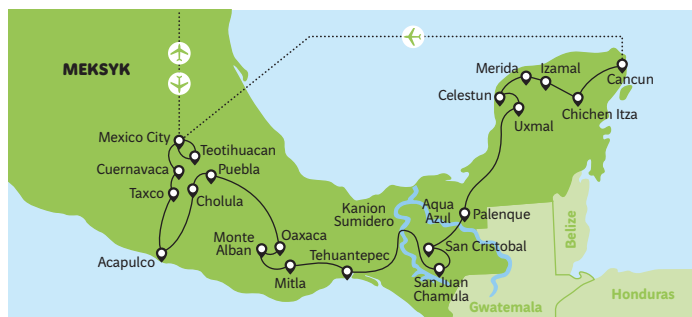 MEKSYK
Mexico City
Teotihuacan
Cuernavaca
Puebla
Taxco
Cholula
Acapulco
Monte
Alban
Oaxaca
Mitla
Tehuantepec
Kanion
Sumidero
Aqua
Azul
Palenque
San Cristobal
San Juan
Chamula
Merida
Izamal
Cancun
Celestun
Chichen Itza
Uxmal
Belize
Gwatemala
Honduras